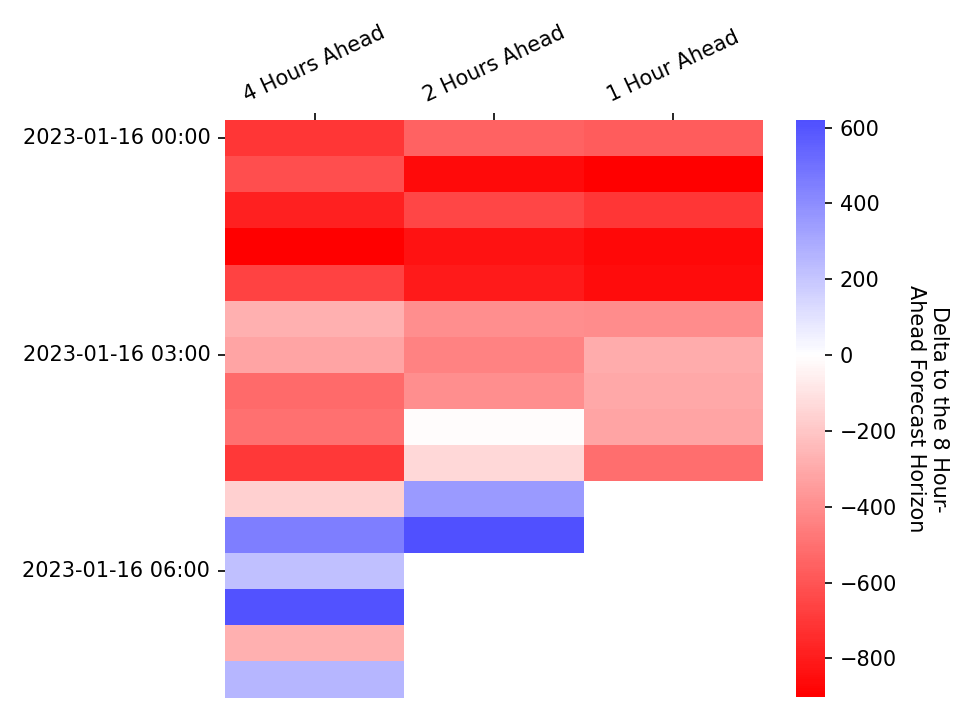 4 Hours Ahead
2 Hours Ahead
1 Hour Ahead
2023-01-16 00:00
2023-01-16 03:00
2023-01-16 06:00
600
400
200
0
−200
−400
−600
−800
Delta to the 8 Hour-
Ahead Forecast Horizon